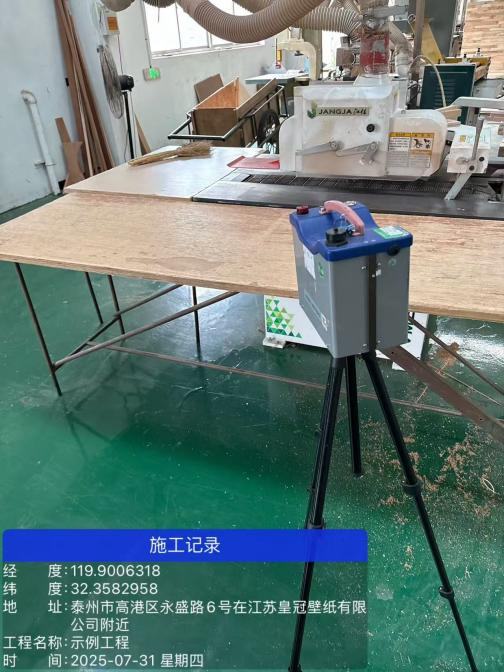 JANGJA
施工记录
经 度:119.9006318
纬 度:32.3582958
地 址:泰州市高港区永盛路6号在江苏皇冠壁纸有限
公司附近
工程名称:示例工程
时 间:2025-07-31 星期四